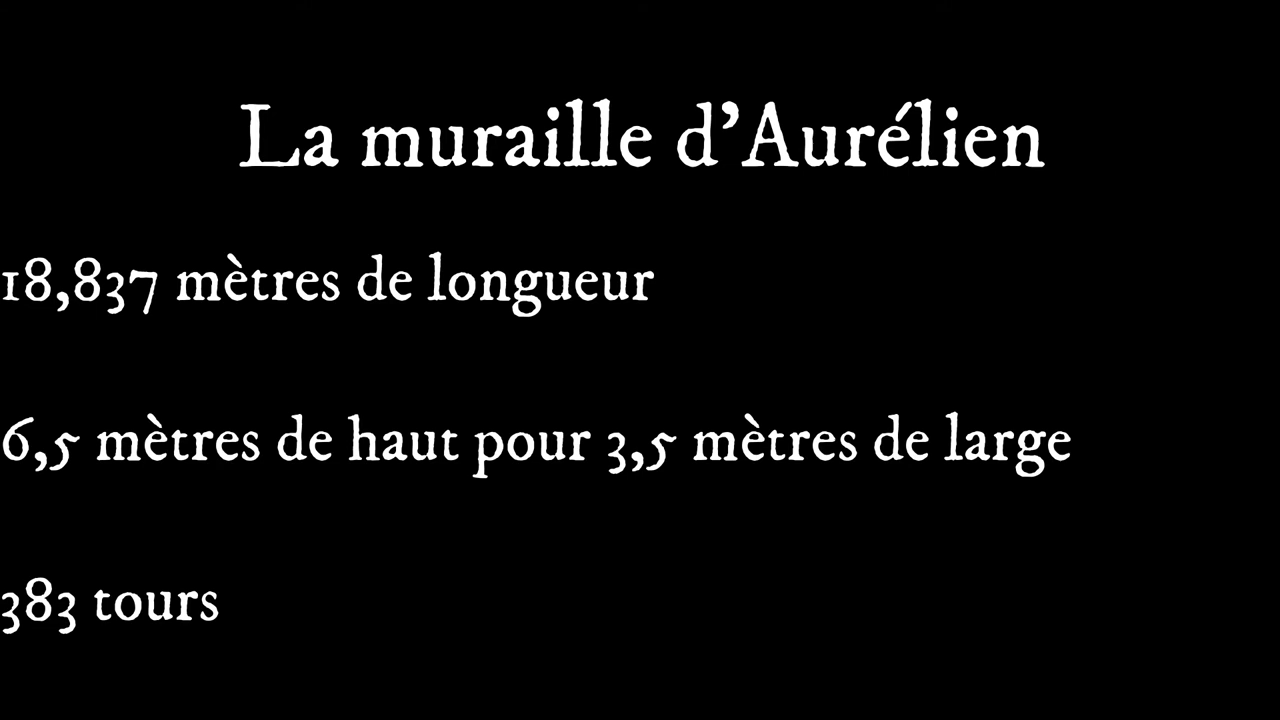 La muraille d’Aurélien
18,837 mètres de longueur
6,5 mètres de haut pour 3,5 mètres de large
383 tours